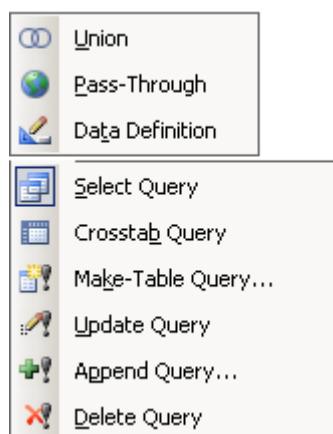 Union
Pass-Through
Data Definition
Select Query
Crosstab Query
Make-Table Query...
Update Query
Append Query...
Delete Query